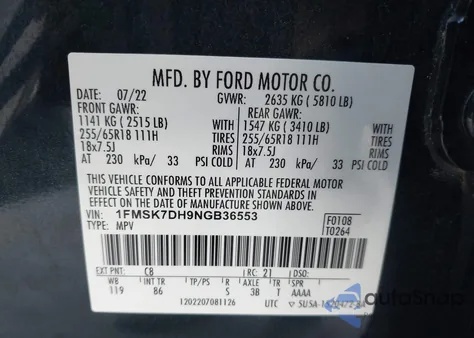 MFD. BY FORD MOTOR CO.
DATE: 07/22 GVWR: 2635 KG ( 5810 LB)
FRONT GAWR: REAR GAWR:
1141 KG ( 2515 LB) WITH 1547 KG ( 3410 LB) WITH
255/65R18 111H TIRES 255/65R18 111H TIRES
18x7.5J RIMS 18x7.5J RIMS
AT 230 kPa/ 33 PSI COLD AT 230 kPa/ 33 PSI COLD
THIS VEHICLE CONFORMS TO ALL APPLICABLE FEDERAL MOTOR
VEHICLE SAFETY, BUMPER, AND THEFT PREVENTION STANDARDS IN
EFFECT ON THE DATE OF MANUFACTURE SHOWN ABOVE.
VIN: 1FMSK7DH9NGB36553 F0108
TYPE: MPV T0264
EXT PNT: CB RC: 21 DSO:
WB INT TR TP/PS R AXLE TR SPR
119 86 S 3B T AAAA
1202207081126 UTC
autoSnap